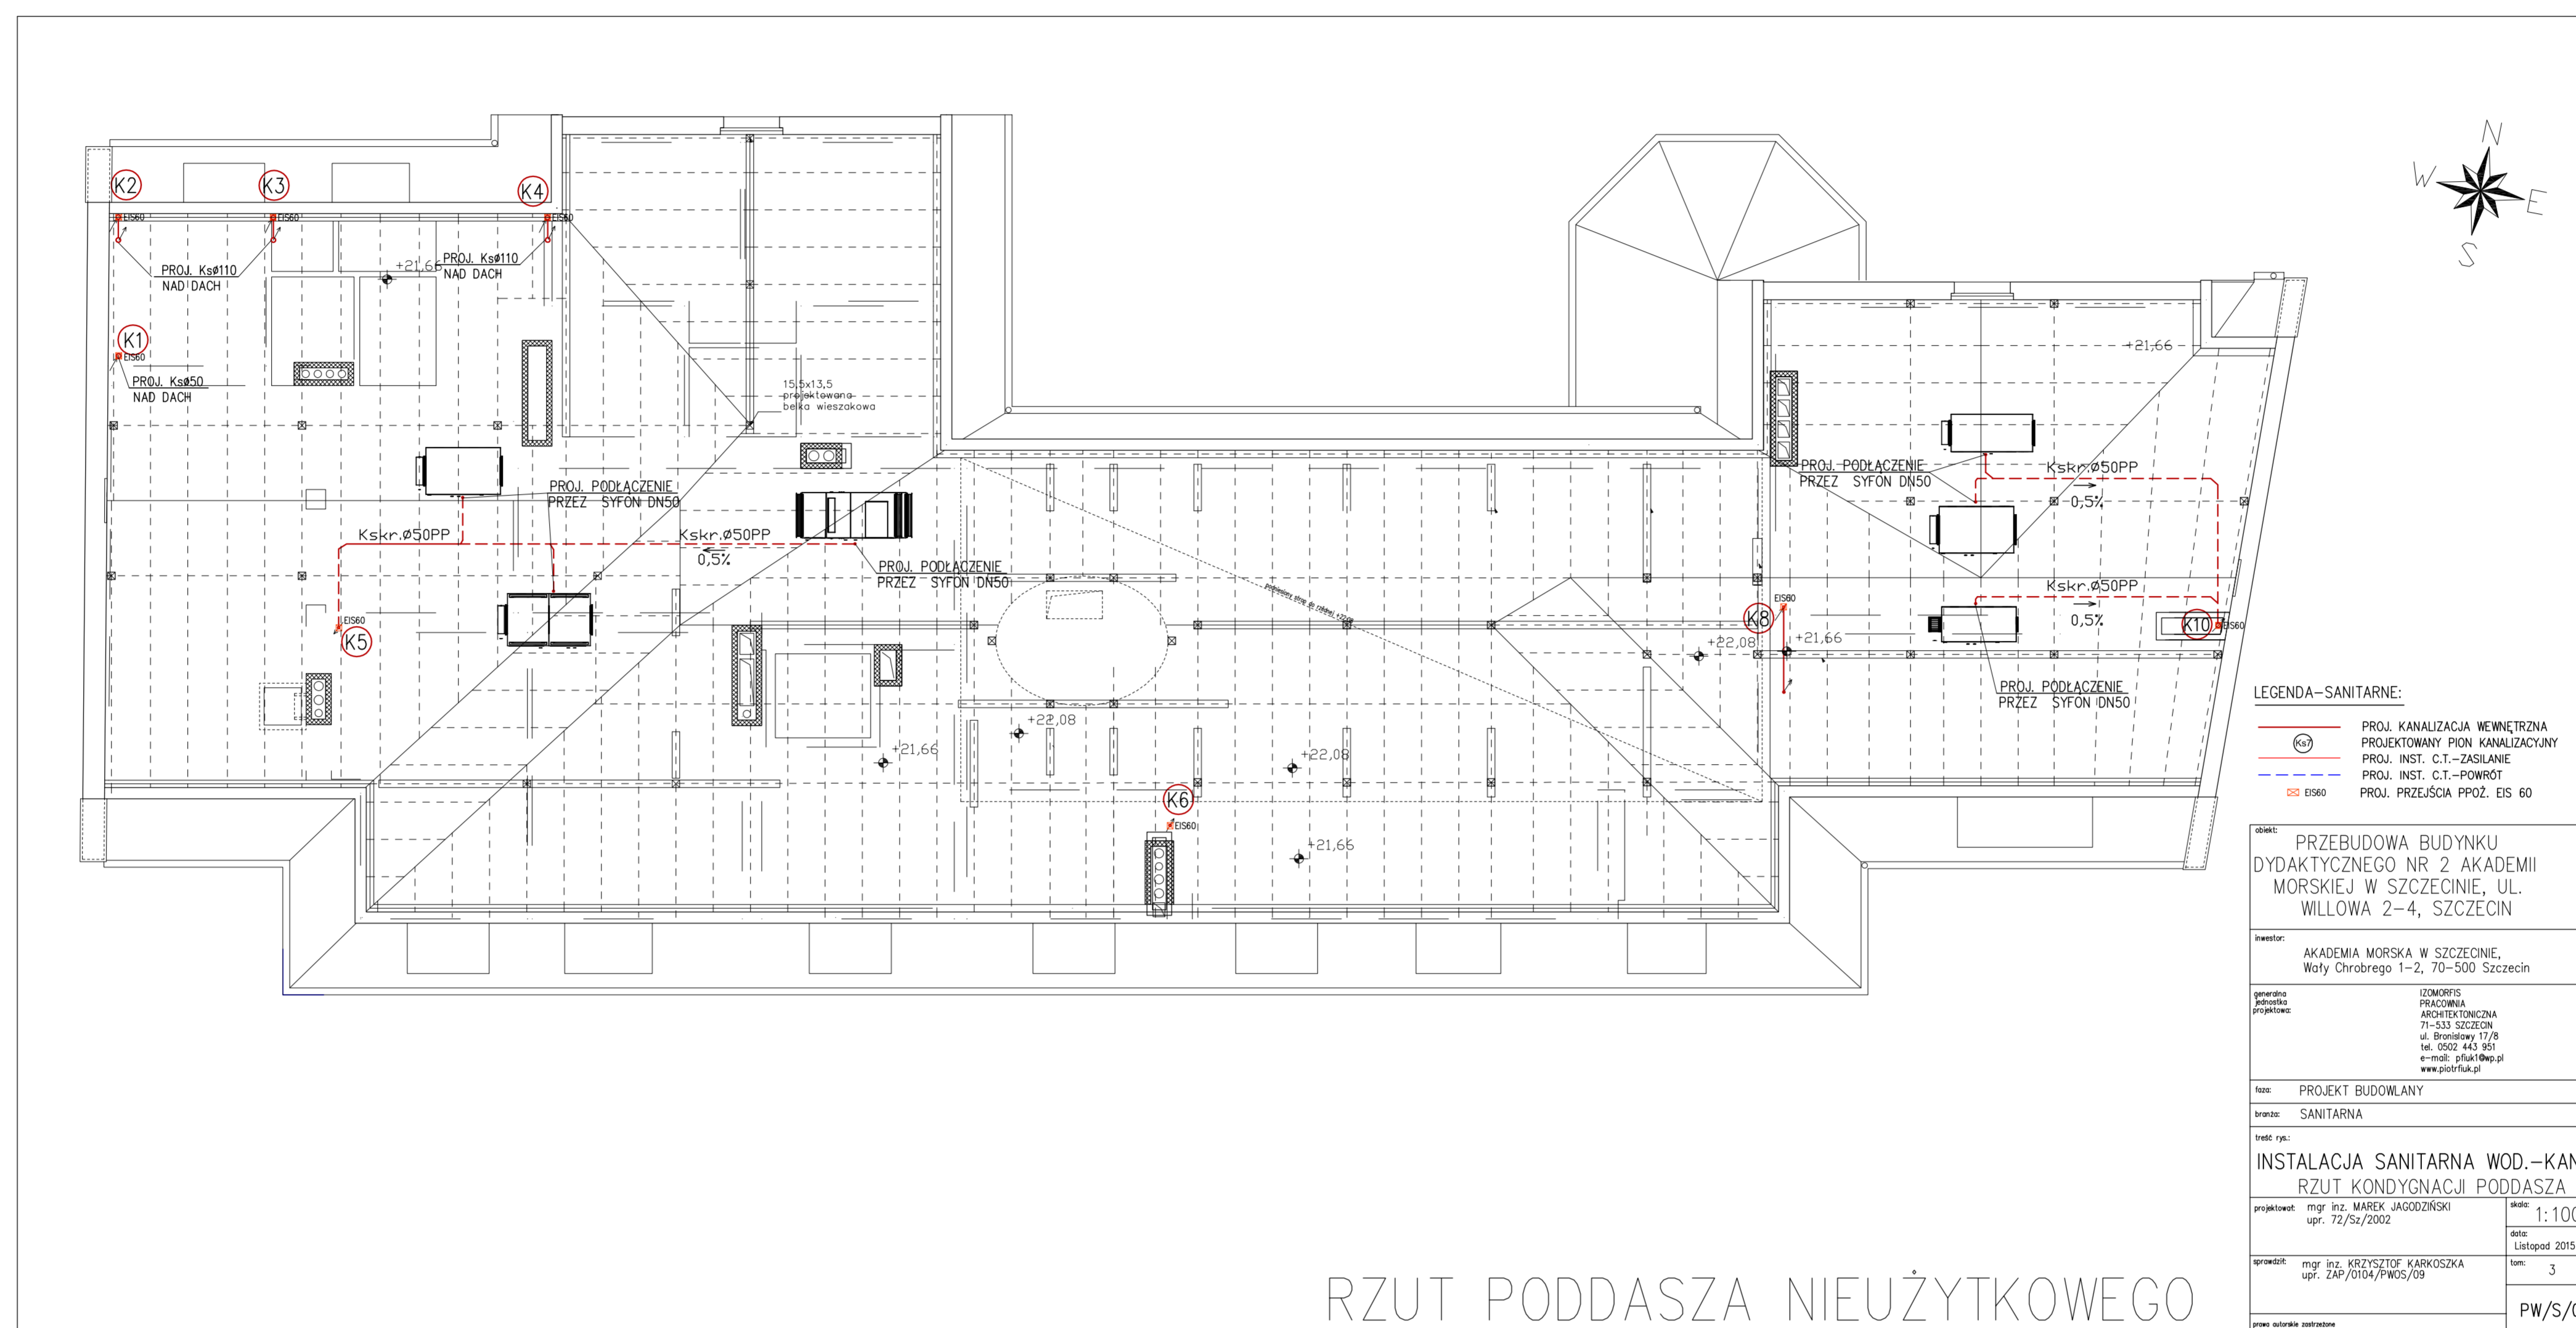 N
W
E
S
K2
K3
K4
EIS60
EIS60
EIS60
PROJ. Ksø110
NAD DACH
+21,66
PROJ. Ksø110
NAD DACH
K1
EIS60
PROJ. Ksø50
NAD DACH
15,5x13,5
projektowana
belka wieszakowa
+21,66
PROJ. PODŁĄCZENIE
PRZEZ SYFON DN50
PROJ. PODŁĄCZENIE
PRZEZ SYFON DN50
Kskr.Ø50PP
0,5%
Kskr.Ø50PP
Kskr.Ø50PP
0,5%
PROJ. PODŁĄCZENIE
PRZEZ SYFON DN50
Kskr.Ø50PP
0,5%
EIS60
K5
EIS60
K8
+22,08
+21,66
K10
EIS60
PROJ. PODŁĄCZENIE
PRZEZ SYFON DN50
+22,08
+21,66
+22,08
K6
EIS60
+21,66
LEGENDA-SANITARNE:
PROJ. KANALIZACJA WEWNĘTRZNA
Ks7
PROJEKTOWANY PION KANALIZACYJNY
PROJ. INST. C.T.-ZASILANIE
PROJ. INST. C.T.-POWRÓT
EIS60
PROJ. PRZEJŚCIA PPOŻ. EIS 60
obiekt:
PRZEBUDOWA BUDYNKU
DYDAKTYCZNEGO NR 2 AKADEMII
MORSKIEJ W SZCZECINIE, UL.
WILLOWA 2-4, SZCZECIN
inwestor:
AKADEMIA MORSKA W SZCZECINIE,
Wały Chrobrego 1-2, 70-500 Szczecin
generalna
jednostka
projektowa:
IZOMORFIS
PRACOWNIA
ARCHITEKTONICZNA
71-533 SZCZECIN
ul. Bronisławy 17/8
tel. 0502 443 951
e-mail: pfiuk1@wp.pl
www.piotrfiuk.pl
faza: PROJEKT BUDOWLANY
branża: SANITARNA
treść rys.:
INSTALACJA SANITARNA WOD.-KAN
RZUT KONDYGNACJI PODDASZA
projektował: mgr inz. MAREK JAGODZIŃSKI
upr. 72/Sz/2002
skala: 1:100
data:
Listopad 2015
sprawdził: mgr inz. KRZYSZTOF KARKOSZKA
upr. ZAP/0104/PWOS/09
tom: 3
PW/S/0
prawa autorskie zastrzeżone
RZUT PODDASZA NIEUŻYTKOWEGO